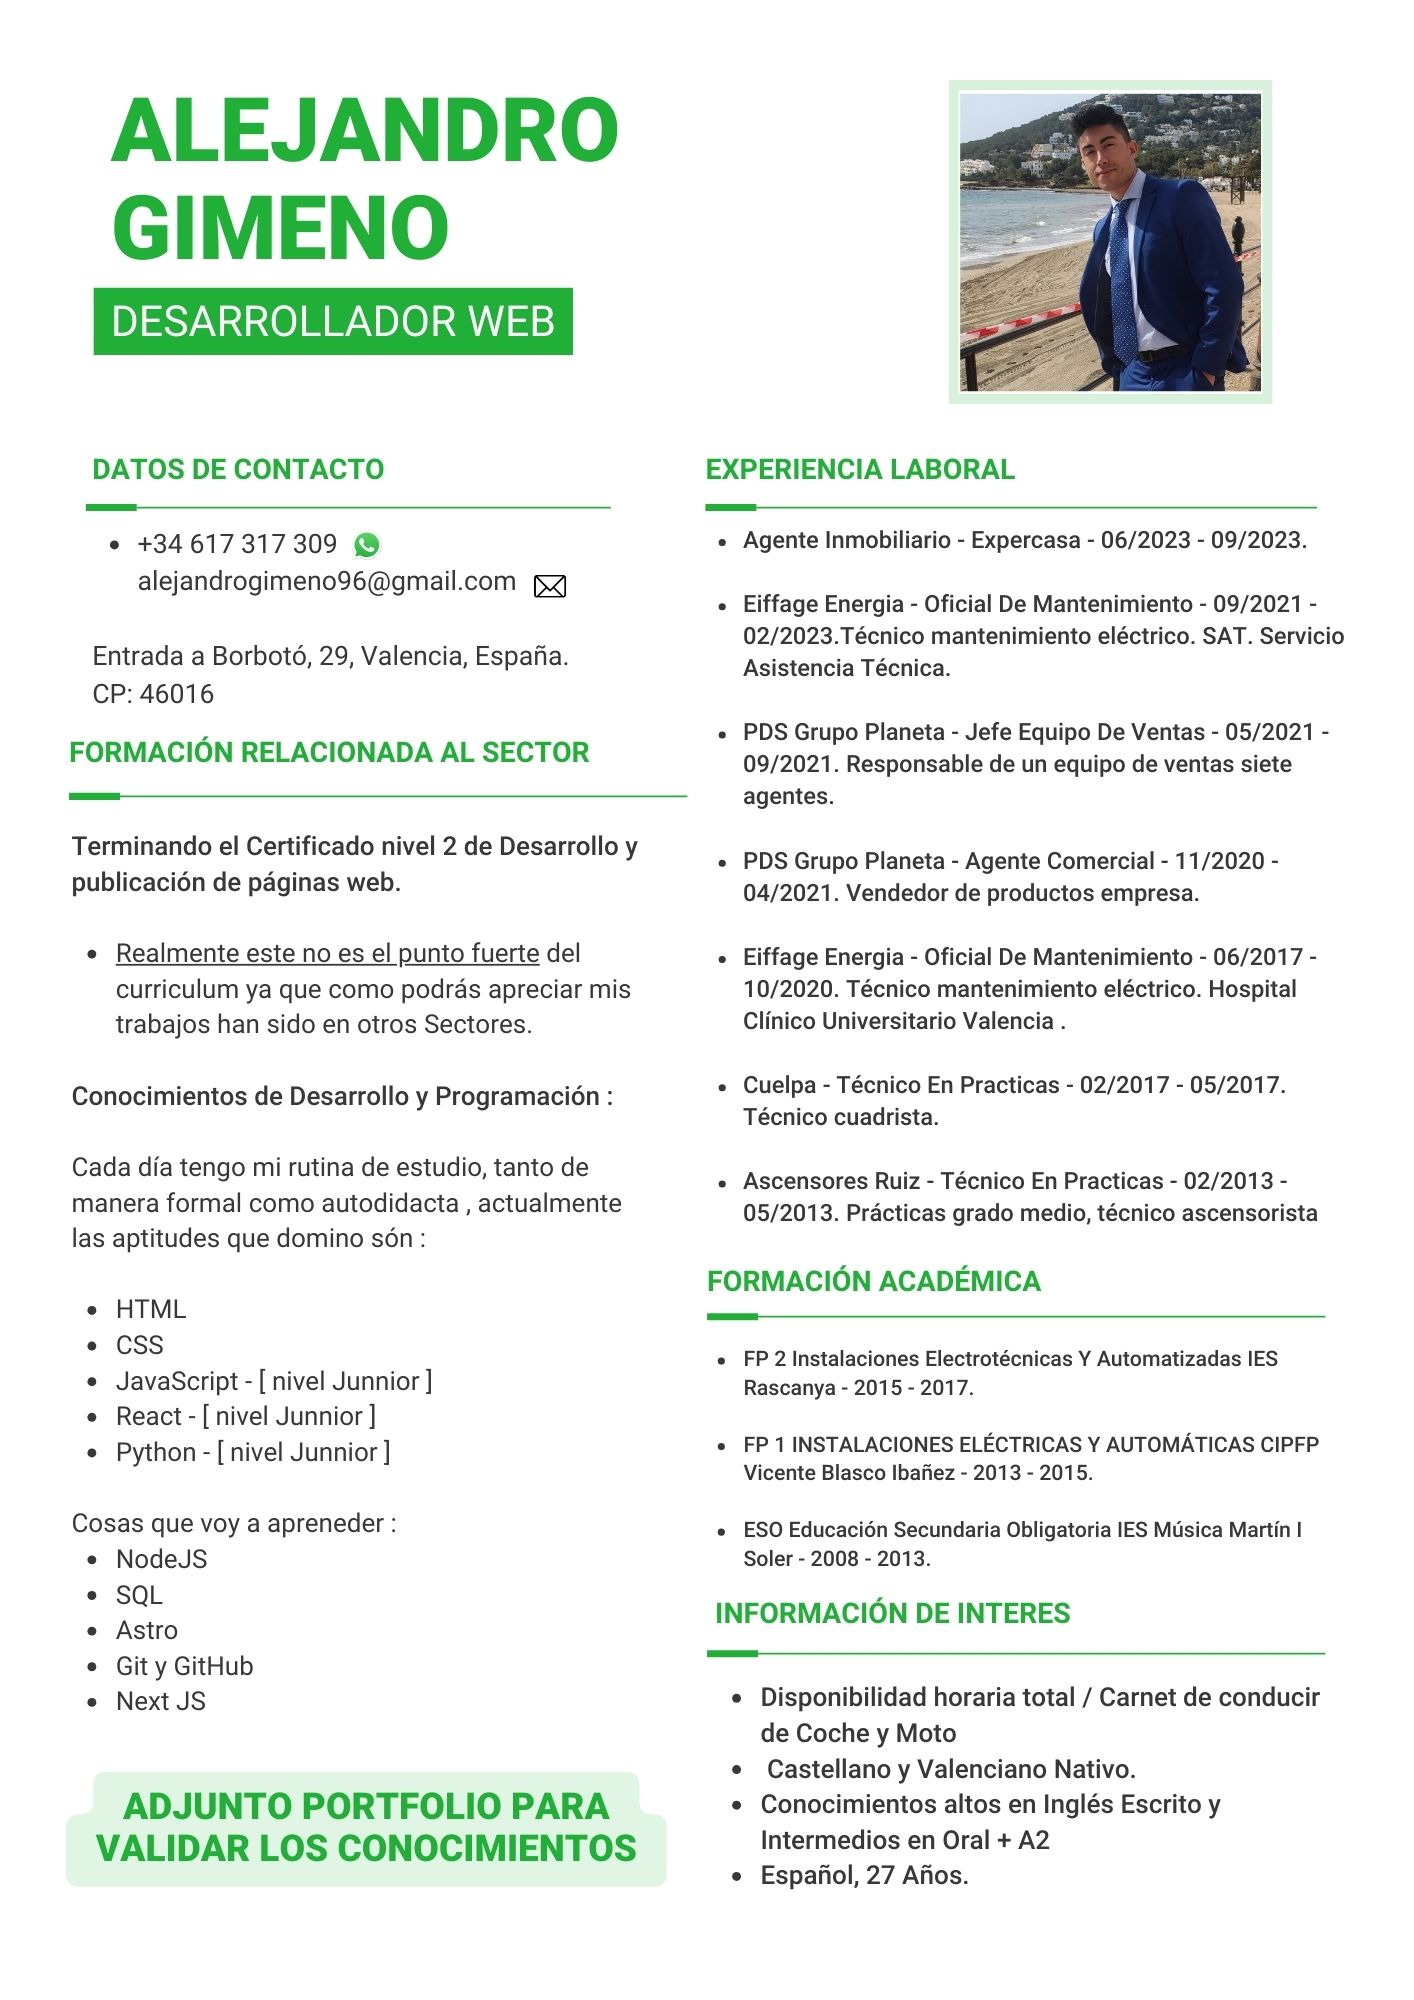 ALEJANDRO
GIMENO
DESARROLLADOR WEB
DATOS DE CONTACTO
+34 617 317 309
alejandrogimeno96@gmail.com
Entrada a Borbotó, 29, Valencia, España.
CP: 46016
FORMACIÓN RELACIONADA AL SECTOR
Terminando el Certificado nivel 2 de Desarrollo y
publicación de páginas web.
Realmente este no es el punto fuerte del
curriculum ya que como podrás apreciar mis
trabajos han sido en otros Sectores.
Conocimientos de Desarrollo y Programación :
Cada día tengo mi rutina de estudio, tanto de
manera formal como autodidacta , actualmente
las aptitudes que domino són :
HTML
CSS
JavaScript - [ nivel Junnior ]
React - [ nivel Junnior ]
Python - [ nivel Junnior ]
Cosas que voy a apreneder :
NodeJS
SQL
Astro
Git y GitHub
Next JS
ADJUNTO PORTFOLIO PARA
VALIDAR LOS CONOCIMIENTOS
EXPERIENCIA LABORAL
Agente Inmobiliario - Expercasa - 06/2023 - 09/2023.
Eiffage Energia - Oficial De Mantenimiento - 09/2021 -
02/2023.Técnico mantenimiento eléctrico. SAT. Servicio
Asistencia Técnica.
PDS Grupo Planeta - Jefe Equipo De Ventas - 05/2021 -
09/2021. Responsable de un equipo de ventas siete
agentes.
PDS Grupo Planeta - Agente Comercial - 11/2020 -
04/2021. Vendedor de productos empresa.
Eiffage Energia - Oficial De Mantenimiento - 06/2017 -
10/2020. Técnico mantenimiento eléctrico. Hospital
Clínico Universitario Valencia .
Cuelpa - Técnico En Practicas - 02/2017 - 05/2017.
Técnico cuadrista.
Ascensores Ruiz - Técnico En Practicas - 02/2013 -
05/2013. Prácticas grado medio, técnico ascensorista
FORMACIÓN ACADÉMICA
FP 2 Instalaciones Electrotécnicas Y Automatizadas IES
Rascanya - 2015 - 2017.
FP 1 INSTALACIONES ELÉCTRICAS Y AUTOMÁTICAS CIPFP
Vicente Blasco Ibañez - 2013 - 2015.
ESO Educación Secundaria Obligatoria IES Música Martín I
Soler - 2008 - 2013.
INFORMACIÓN DE INTERES
Disponibilidad horaria total / Carnet de conducir
de Coche y Moto
Castellano y Valenciano Nativo.
Conocimientos altos en Inglés Escrito y
Intermedios en Oral + A2
Español, 27 Años.